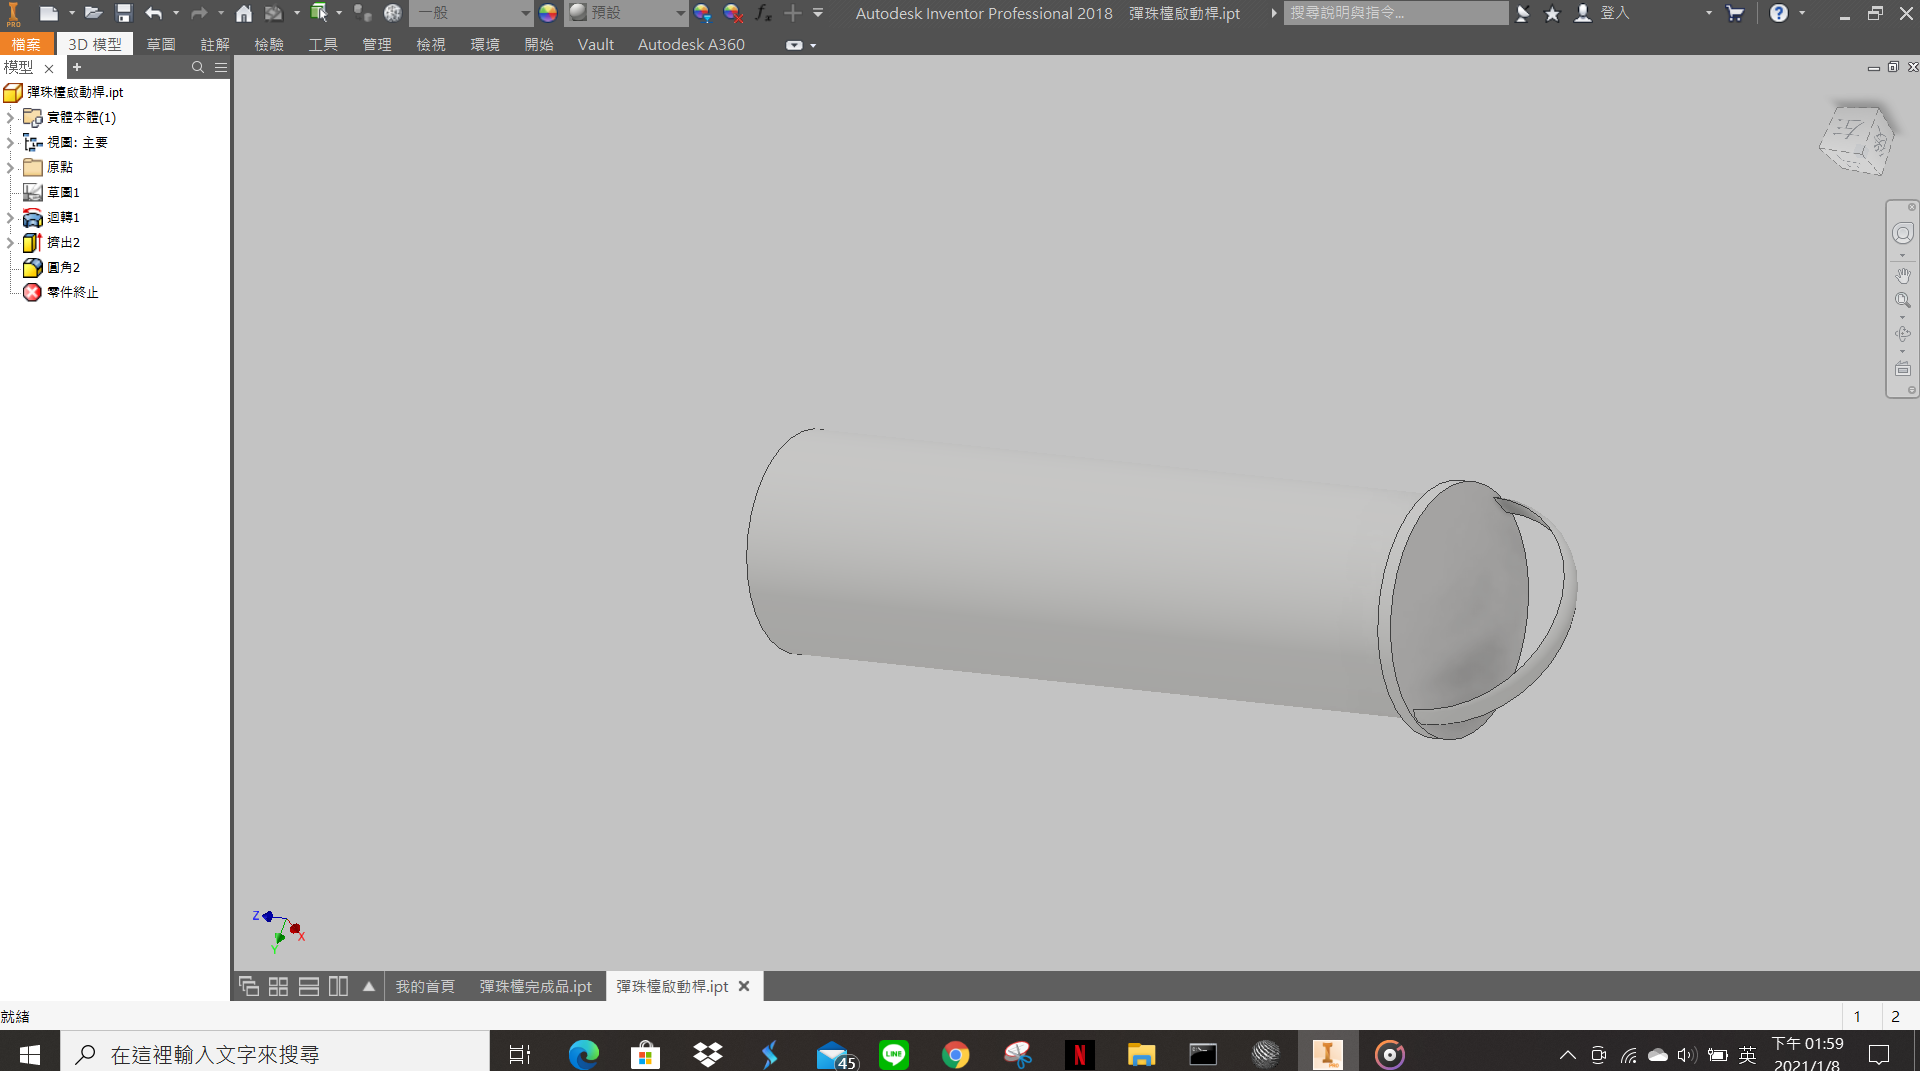 一般
預設
Autodesk Inventor Professional 2018 彈珠檯啟動桿.ipt
搜尋說明與指令...
登入
檔案 3D 模型 草圖 註解 檢驗 工具 管理 檢視 環境 開始 Vault Autodesk A360
模型
彈珠檯啟動桿.ipt
實體本體(1)
視圖: 主要
原點
草圖1
迴轉1
擠出2
圓角2
零件終止
Z
X
Y
我的首頁 彈珠檯完成品.ipt 彈珠檯啟動桿.ipt
就緒 1 2
在這裡輸入文字來搜尋
45
LINE
英
下午 01:59
2021/1/8